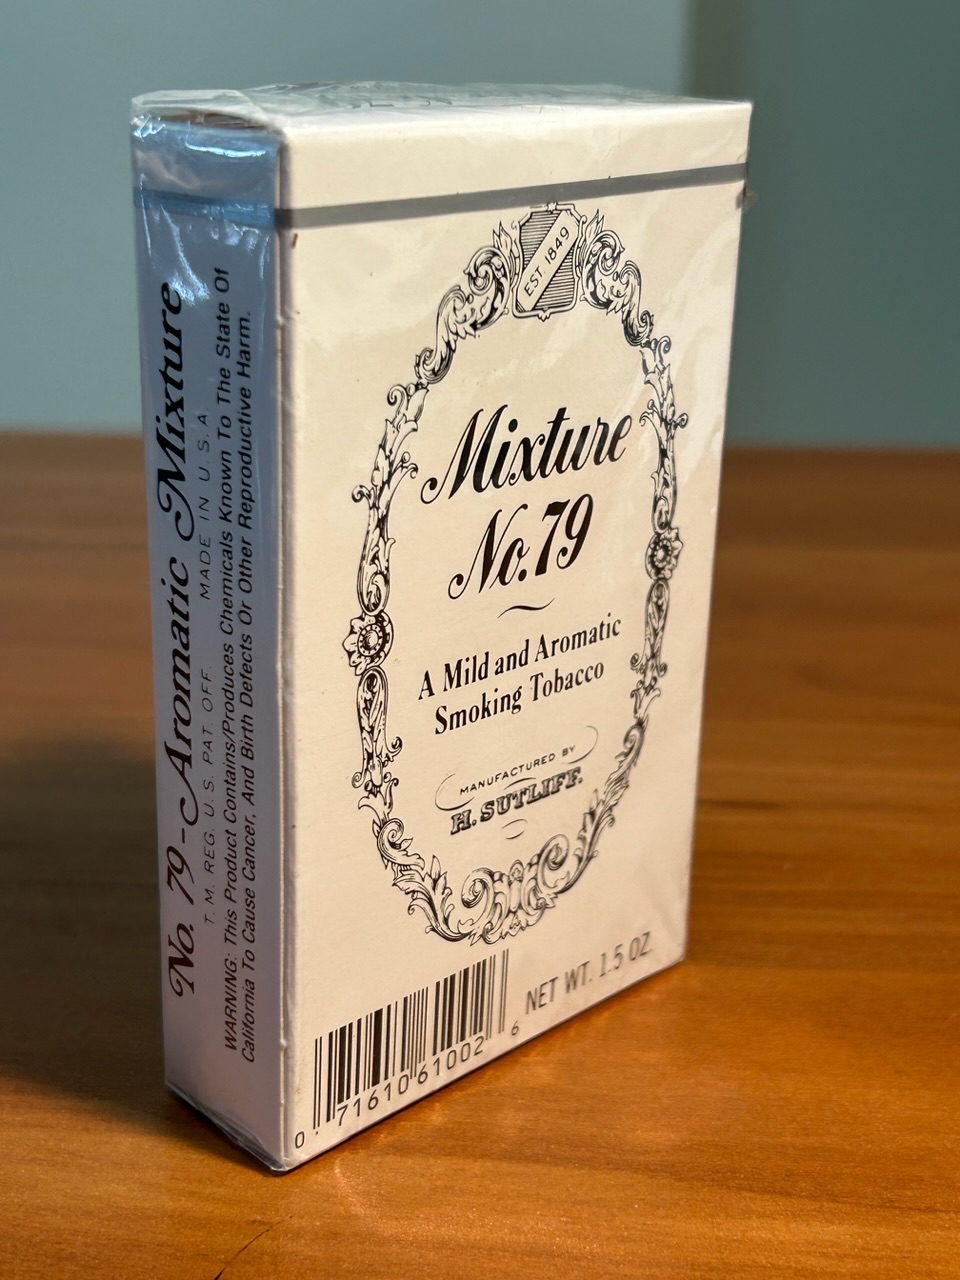 No. 79 - Aromatic Mixture
T. M. REG. U. S. PAT. OFF. MADE IN U. S. A.
WARNING: This Product Contains/Produces Chemicals Known To The State Of
California To Cause Cancer, And Birth Defects Or Other Reproductive Harm.
EST. 1849
Mixture
No. 79
A Mild and Aromatic
Smoking Tobacco
MANUFACTURED BY
H. SUTLIFF.
NET WT. 1.5 OZ.
0 71610 61002 6